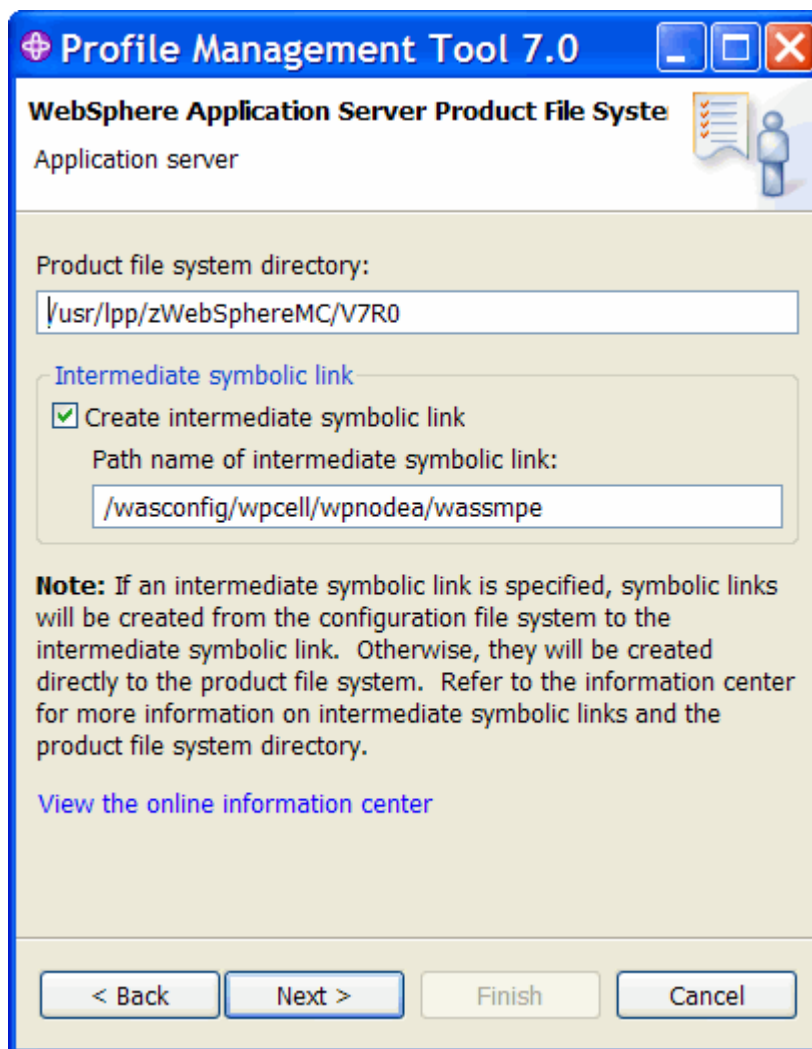 Profile Management Tool 7.0
WebSphere Application Server Product File Syste
Application server
Product file system directory:
/usr/lpp/zWebSphereMC/V7R0
Intermediate symbolic link
Create intermediate symbolic link
Path name of intermediate symbolic link:
/wasconfig/wpcell/wpnodea/wassmpe
Note: If an intermediate symbolic link is specified, symbolic links
will be created from the configuration file system to the
intermediate symbolic link.  Otherwise, they will be created
directly to the product file system.  Refer to the information center
for more information on intermediate symbolic links and the
product file system directory.
View the online information center
< Back Next > Finish Cancel